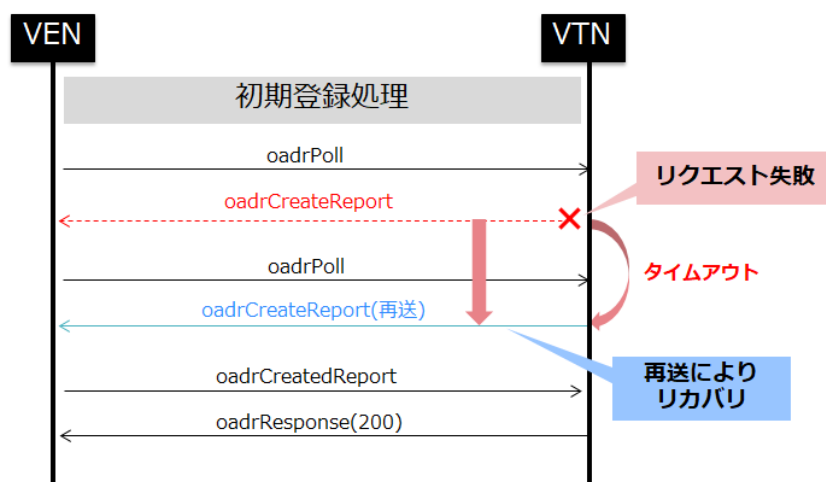 VEN
VTN
初期登録処理
oadrPoll
リクエスト失敗
oadrCreateReport
oadrPoll
タイムアウト
oadrCreateReport(再送)
再送により
リカバリ
oadrCreatedReport
oadrResponse(200)